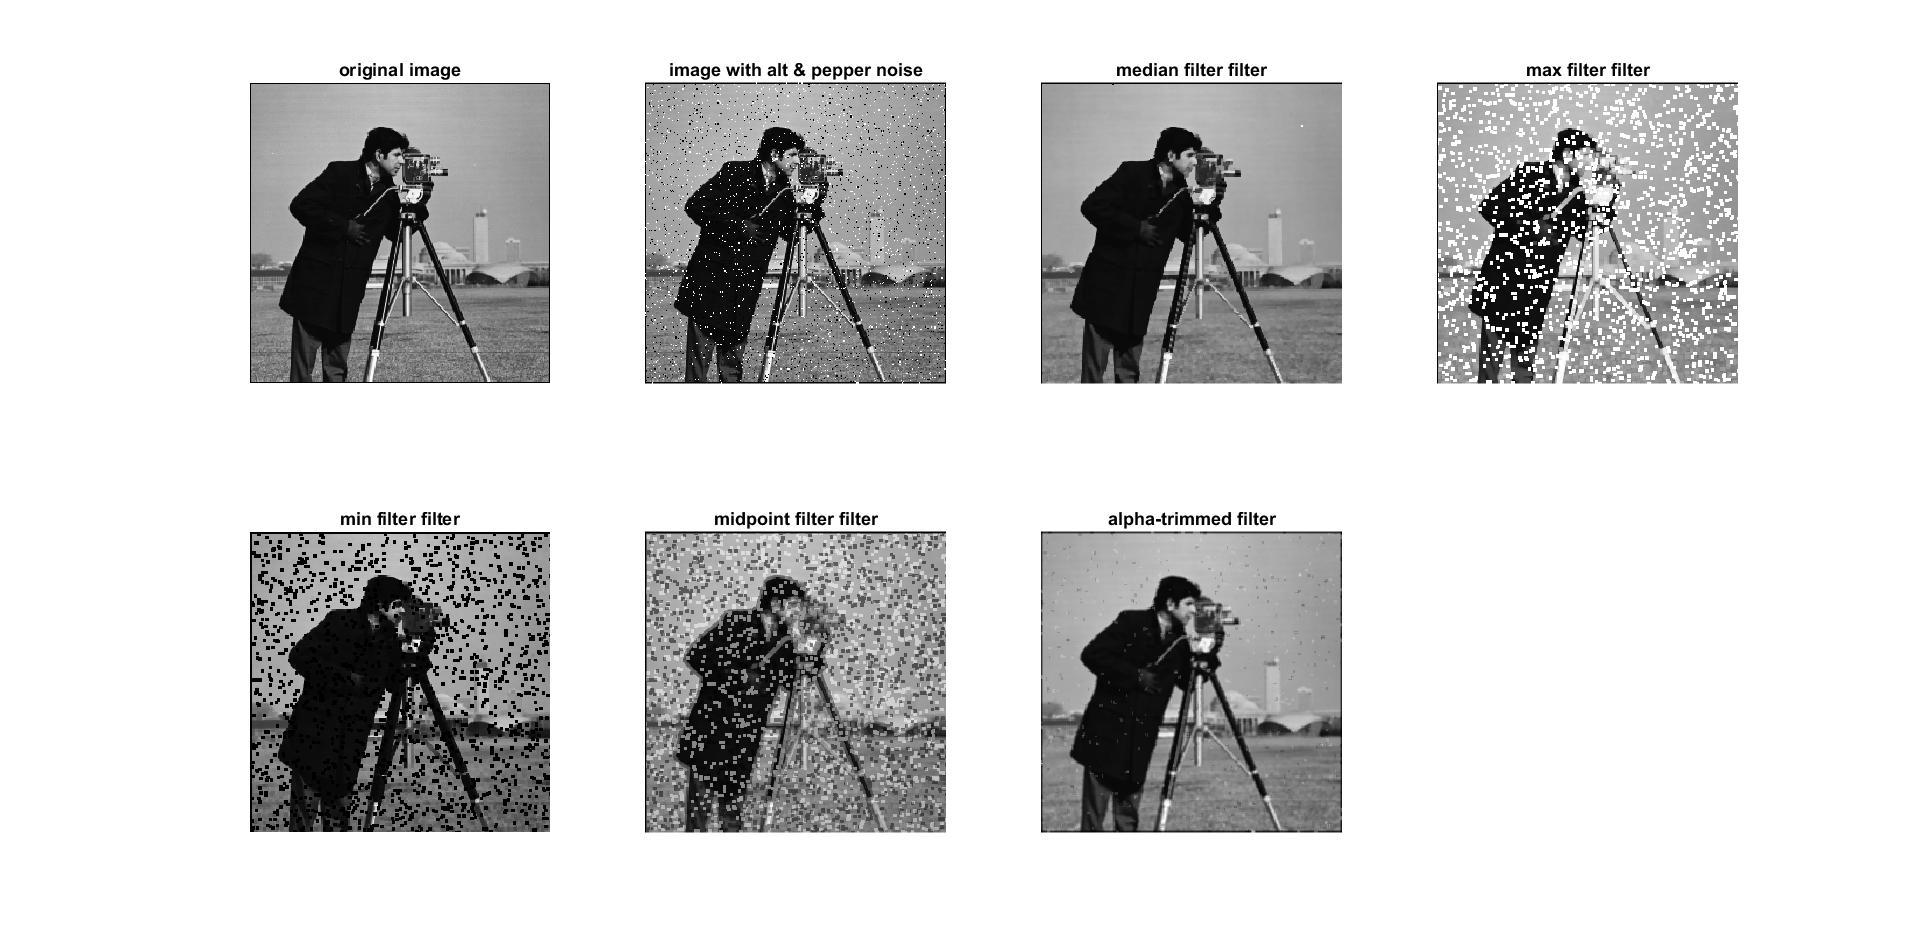 original image
image with alt & pepper noise
median filter filter
max filter filter
min filter filter
midpoint filter filter
alpha-trimmed filter